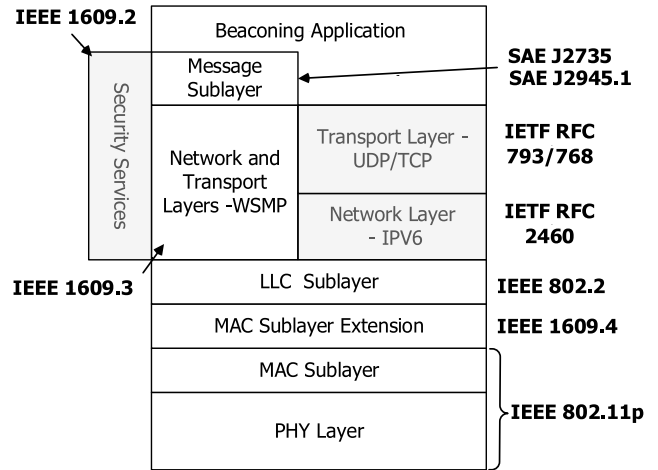 IEEE 1609.2
Beaconing Application
SAE J2735
SAE J2945.1
Message
Sublayer
Security Services
Transport Layer -
UDP/TCP
IETF RFC
793/768
Network and
Transport
Layers -WSMP
Network Layer
- IPV6
IETF RFC
2460
IEEE 1609.3
LLC Sublayer
IEEE 802.2
MAC Sublayer Extension
IEEE 1609.4
MAC Sublayer
IEEE 802.11p
PHY Layer